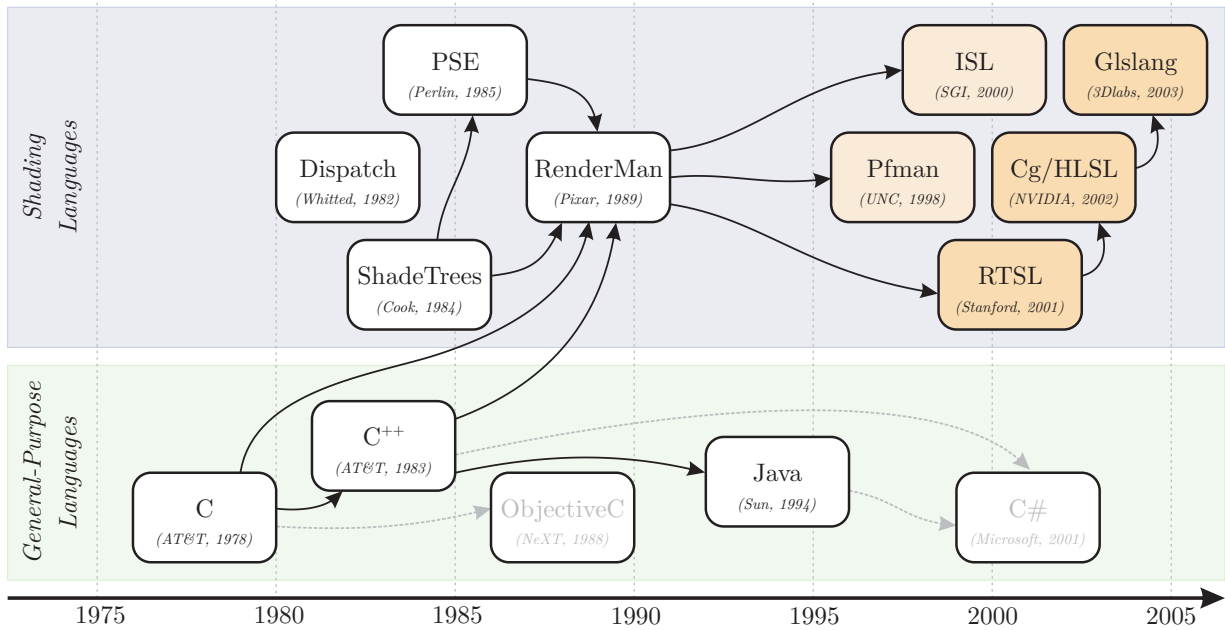 Shading
Languages
PSE
(Perlin, 1985)
ISL
(SGI, 2000)
Glslang
(3Dlabs, 2003)
Dispatch
(Whitted, 1982)
RenderMan
(Pixar, 1989)
Pfman
(UNC, 1998)
Cg/HLSL
(NVIDIA, 2002)
ShadeTrees
(Cook, 1984)
RTSL
(Stanford, 2001)
General-Purpose
Languages
C++
(AT&T, 1983)
Java
(Sun, 1994)
C
(AT&T, 1978)
ObjectiveC
(NeXT, 1988)
C#
(Microsoft, 2001)
1975 1980 1985 1990 1995 2000 2005